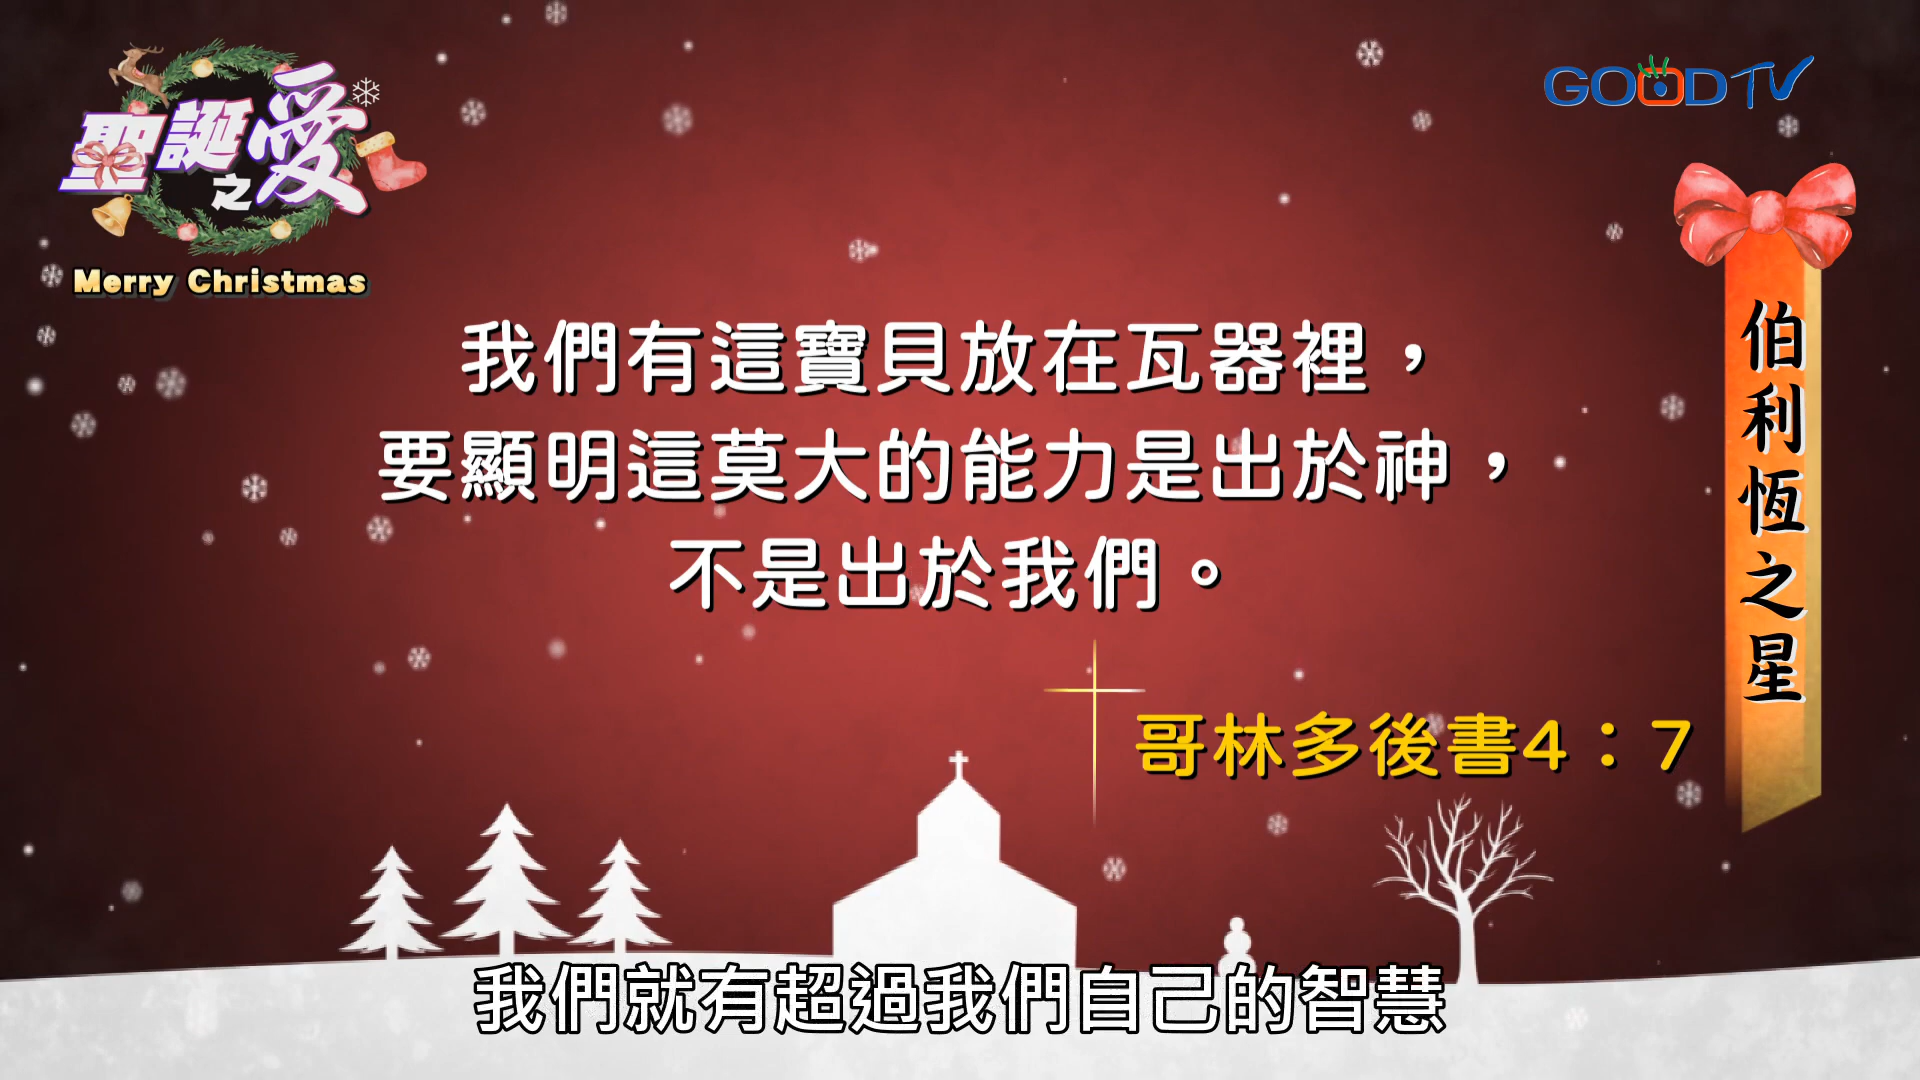 聖誕之愛
Merry Christmas
GOOD TV
我們有這寶貝放在瓦器裡，
要顯明這莫大的能力是出於神，
不是出於我們。
哥林多後書4：7
伯利恆之星
我們就有超過我們自己的智慧